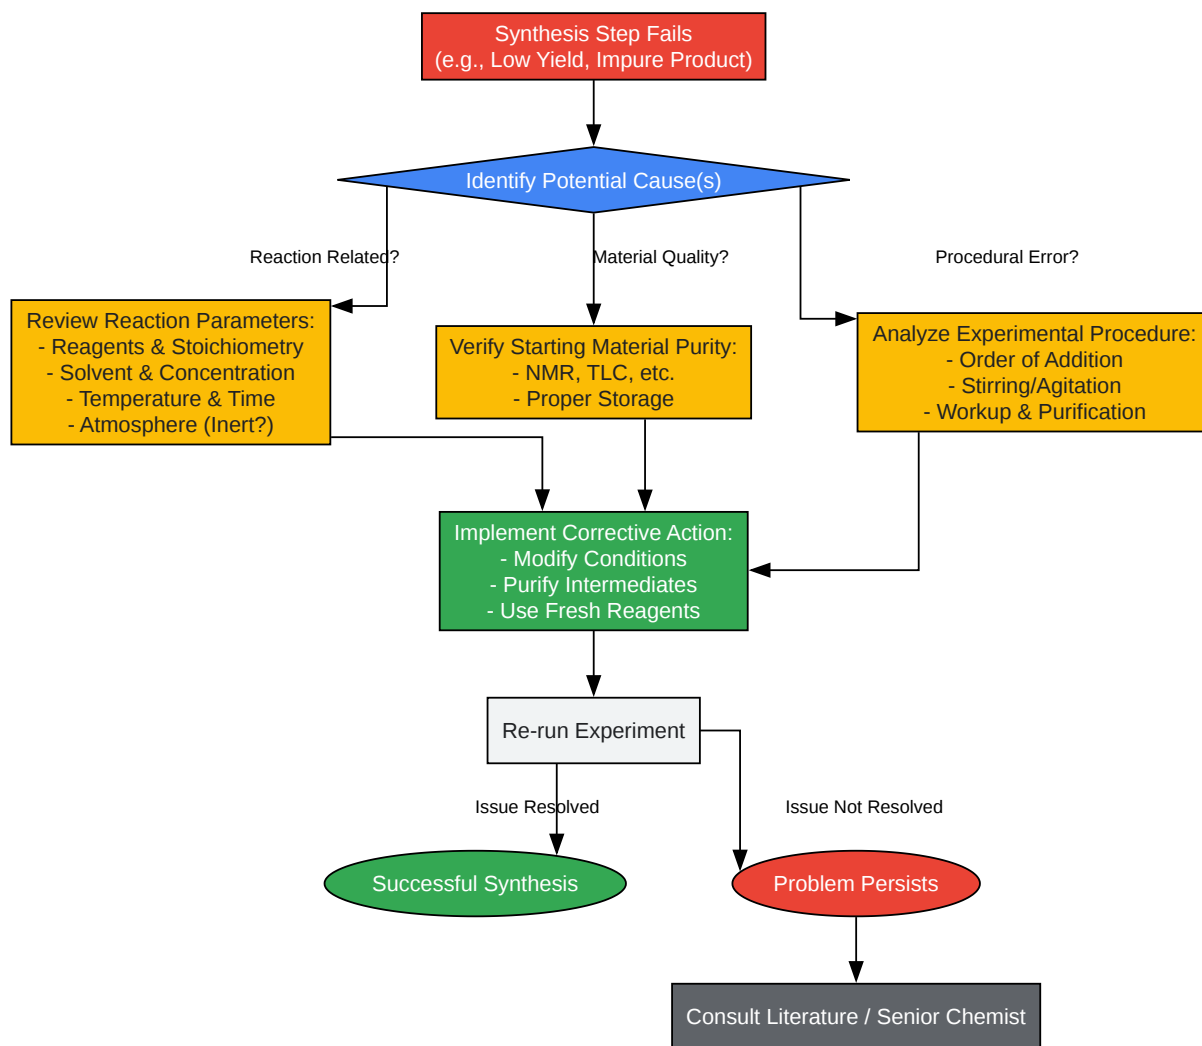 Synthesis Step Fails
(e.g., Low Yield, Impure Product)
Identify Potential Cause(s)
Reaction Related?
Material Quality?
Procedural Error?
Review Reaction Parameters:
- Reagents & Stoichiometry
- Solvent & Concentration
- Temperature & Time
- Atmosphere (Inert?)
Verify Starting Material Purity:
- NMR, TLC, etc.
- Proper Storage
Analyze Experimental Procedure:
- Order of Addition
- Stirring/Agitation
- Workup & Purification
Implement Corrective Action:
- Modify Conditions
- Purify Intermediates
- Use Fresh Reagents
Re-run Experiment
Issue Resolved
Issue Not Resolved
Successful Synthesis
Problem Persists
Consult Literature / Senior Chemist